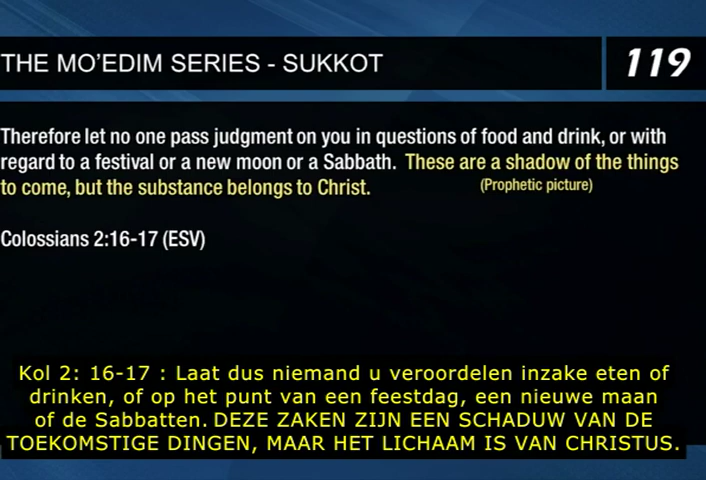 THE MO'EDIM SERIES - SUKKOT
119
Therefore let no one pass judgment on you in questions of food and drink, or with
regard to a festival or a new moon or a Sabbath. These are a shadow of the things
to come, but the substance belongs to Christ.
(Prophetic picture)
Colossians 2:16-17 (ESV)
Kol 2: 16-17 : Laat dus niemand u veroordelen inzake eten of
drinken, of op het punt van een feestdag, een nieuwe maan
of de Sabbatten. DEZE ZAKEN ZIJN EEN SCHADUW VAN DE
TOEKOMSTIGE DINGEN, MAAR HET LICHAAM IS VAN CHRISTUS.